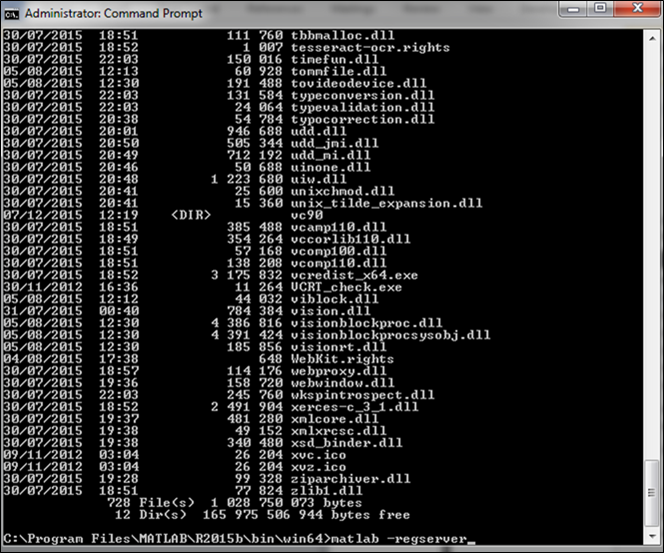 Administrator: Command Prompt
30/07/2015 18:51 111 760 tbbmalloc.dll
30/07/2015 18:52 1 007 tesseract-ocr.rights
30/07/2015 22:03 150 016 timefun.dll
05/08/2015 12:13 60 928 tommfile.dll
05/08/2015 12:30 191 488 tovideodevice.dll
30/07/2015 22:03 131 584 typeconversion.dll
30/07/2015 22:03 24 064 typevalidation.dll
30/07/2015 20:38 54 784 typocorrection.dll
30/07/2015 20:01 946 688 udd.dll
30/07/2015 20:50 505 344 udd_jmi.dll
30/07/2015 20:49 712 192 udd_mi.dll
30/07/2015 20:46 50 688 uinone.dll
30/07/2015 20:48 1 223 680 uiw.dll
30/07/2015 20:41 25 600 unixchmod.dll
30/07/2015 20:41 15 360 unix_tilde_expansion.dll
07/12/2015 12:19 <DIR> vc90
30/07/2015 18:51 385 488 vcamp110.dll
30/07/2015 18:49 354 264 vccorlib110.dll
30/07/2015 18:51 57 168 vcomp100.dll
30/07/2015 18:51 138 208 vcomp110.dll
30/07/2015 18:52 3 175 832 vcredist_x64.exe
30/11/2012 16:36 11 264 VCRT_check.exe
05/08/2015 12:12 44 032 viblock.dll
31/07/2015 00:40 784 384 vision.dll
05/08/2015 12:30 4 386 816 visionblockproc.dll
05/08/2015 12:30 4 391 424 visionblockprocsysobj.dll
05/08/2015 12:30 185 856 visionrt.dll
04/08/2015 17:38 648 WebKit.rights
30/07/2015 18:57 114 176 webproxy.dll
30/07/2015 19:36 158 720 webwindow.dll
30/07/2015 22:03 245 760 wkspintrospect.dll
30/07/2015 18:52 2 491 904 xerces-c_3_1.dll
30/07/2015 19:37 481 280 xmlcore.dll
30/07/2015 19:38 49 152 xmlxrcsc.dll
30/07/2015 19:38 340 480 xsd_binder.dll
09/11/2012 03:04 26 204 xvc.ico
09/11/2012 03:04 26 204 xvz.ico
30/07/2015 19:28 99 328 ziparchiver.dll
30/07/2015 18:51 77 824 zlib1.dll
728 File(s) 1 028 750 073 bytes
12 Dir(s) 165 975 506 944 bytes free
C:\Program Files\MATLAB\R2015b\bin\win64>matlab -regserver_